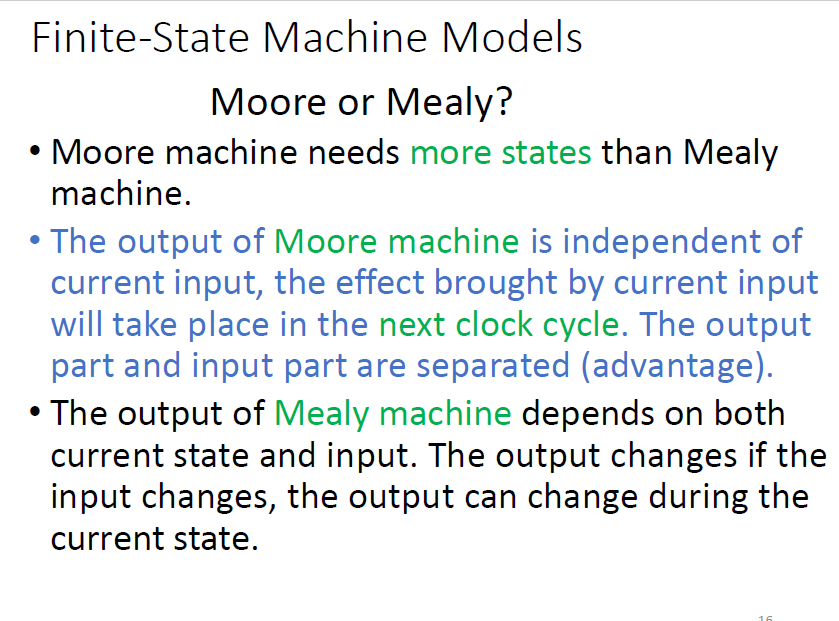 Finite-State Machine Models
Moore or Mealy?
• Moore machine needs more states than Mealy
machine.
• The output of Moore machine is independent of
current input, the effect brought by current input
will take place in the next clock cycle. The output
part and input part are separated (advantage).
• The output of Mealy machine depends on both
current state and input. The output changes if the
input changes, the output can change during the
current state.
16